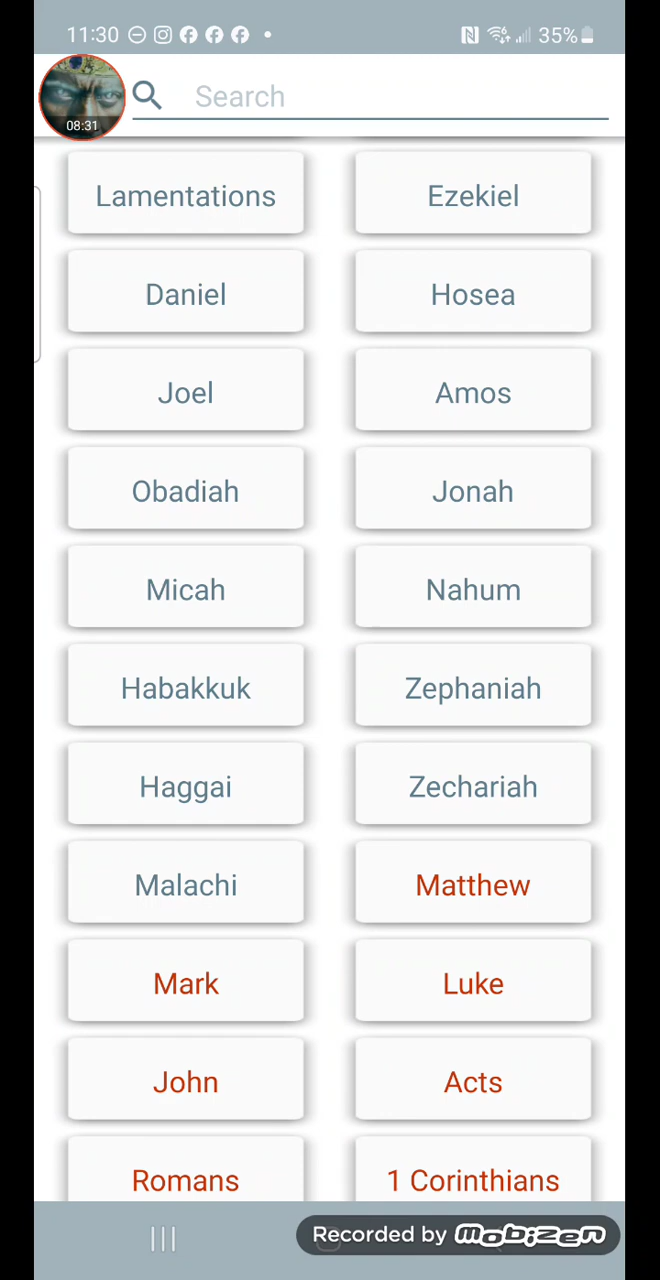 11:30 35%
08:31
Search
Lamentations Ezekiel
Daniel Hosea
Joel Amos
Obadiah Jonah
Micah Nahum
Habakkuk Zephaniah
Haggai Zechariah
Malachi Matthew
Mark Luke
John Acts
Romans 1 Corinthians
Recorded by mobizen